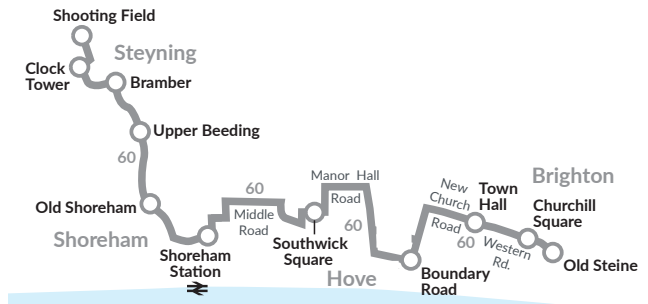 Shooting Field
Steyning
Clock
Tower
Bramber
Upper Beeding
60
Old Shoreham
Shoreham
Shoreham
Station
60
Middle
Road
Southwick
Square
Manor Hall
Road
60
Hove
Boundary
Road
New
Church
Road
60
Town
Hall
Western
Rd.
Brighton
Churchill
Square
Old Steine